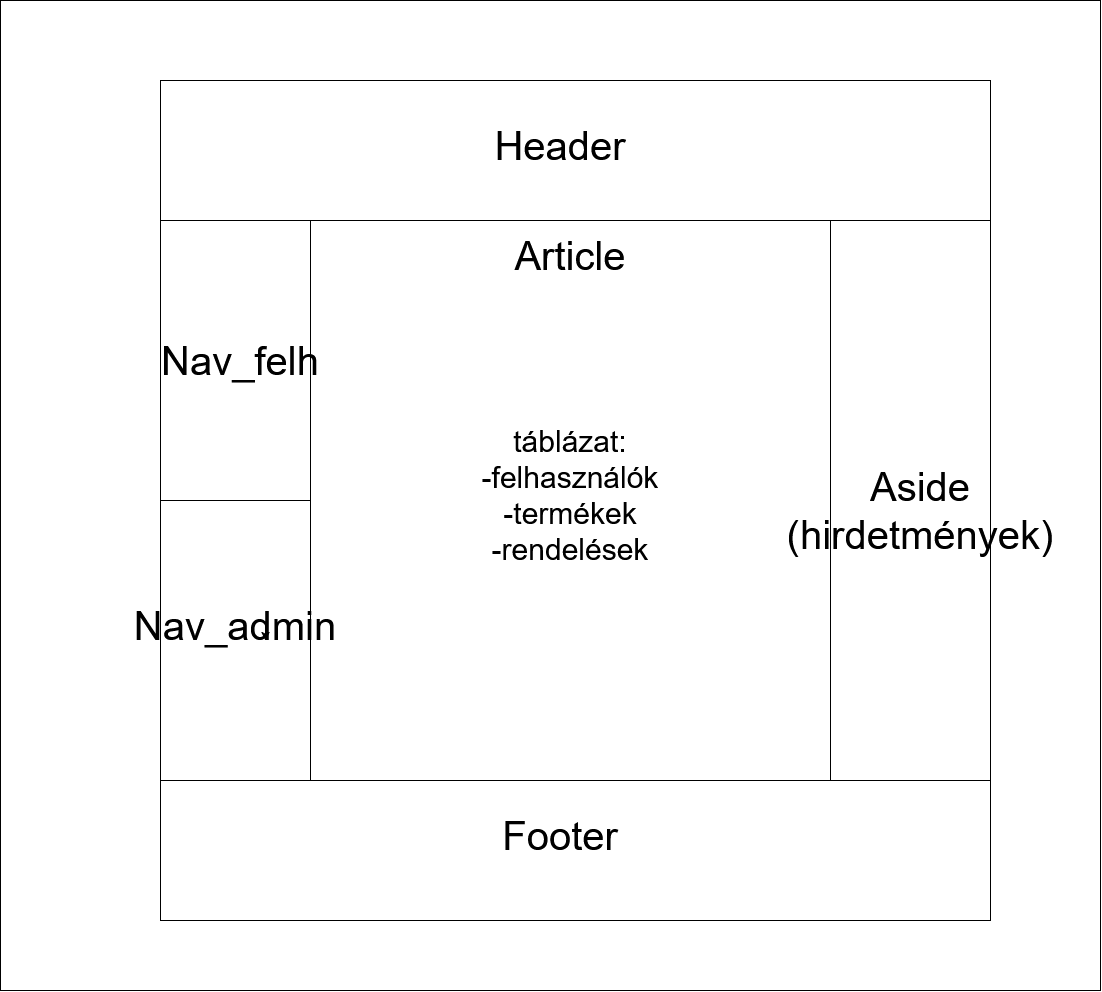 Header
Article
Nav_felh
táblázat:
-felhasználók
-termékek
-rendelések
Aside
(hirdetmények)
Nav_admin
Footer